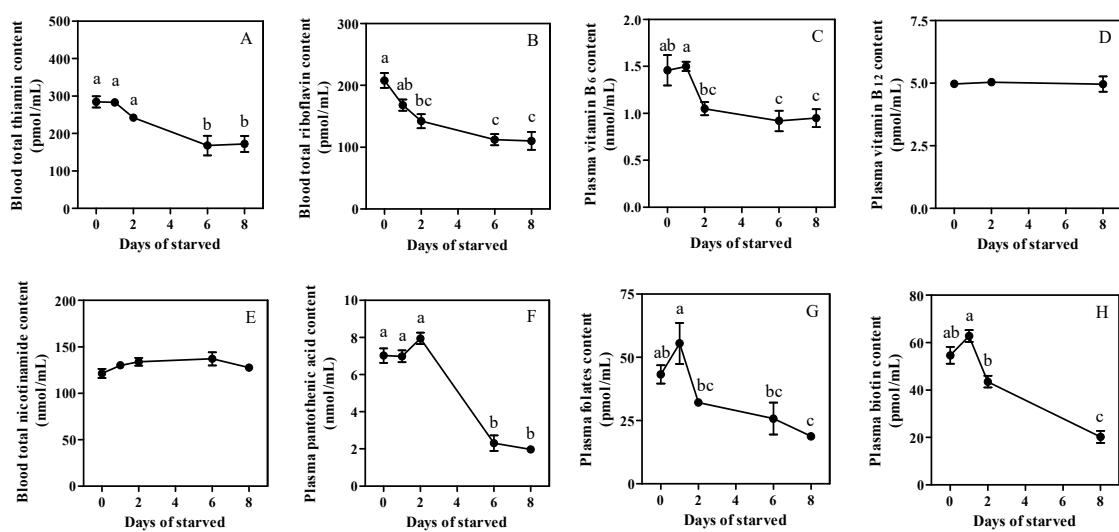 Blood total thiamin content
(pmol/mL)
500
400
300
200
100
0
A
a
a
a
b
b
0 2 4 6 8
Days of starved
Blood total riboflavin content
(pmol/mL)
300
200
100
0
B
a
ab
bc
c
c
0 2 4 6 8
Days of starved
Plasma vitamin B6 content
(nmol/mL)
2.0
1.5
1.0
0.5
0.0
C
ab
a
bc
c
c
0 2 4 6 8
Days of starved
Plasma vitamin B12 content
(pmol/mL)
7.5
5.0
2.5
0.0
D
0 2 4 6 8
Days of starved
Blood total nicotinamide content
(nmol/mL)
200
150
100
50
0
E
0 2 4 6 8
Days of starved
Plasma pantothenic acid content
(nmol/mL)
10
8
6
4
2
0
F
a
a
a
b
b
0 2 4 6 8
Days of starved
Plasma folates content
(pmol/mL)
75
50
25
0
G
ab
a
bc
bc
c
0 2 4 6 8
Days of starved
Plasma biotin content
(pmol/mL)
80
60
40
20
0
H
ab
a
b
c
0 2 4 6 8
Days of starved